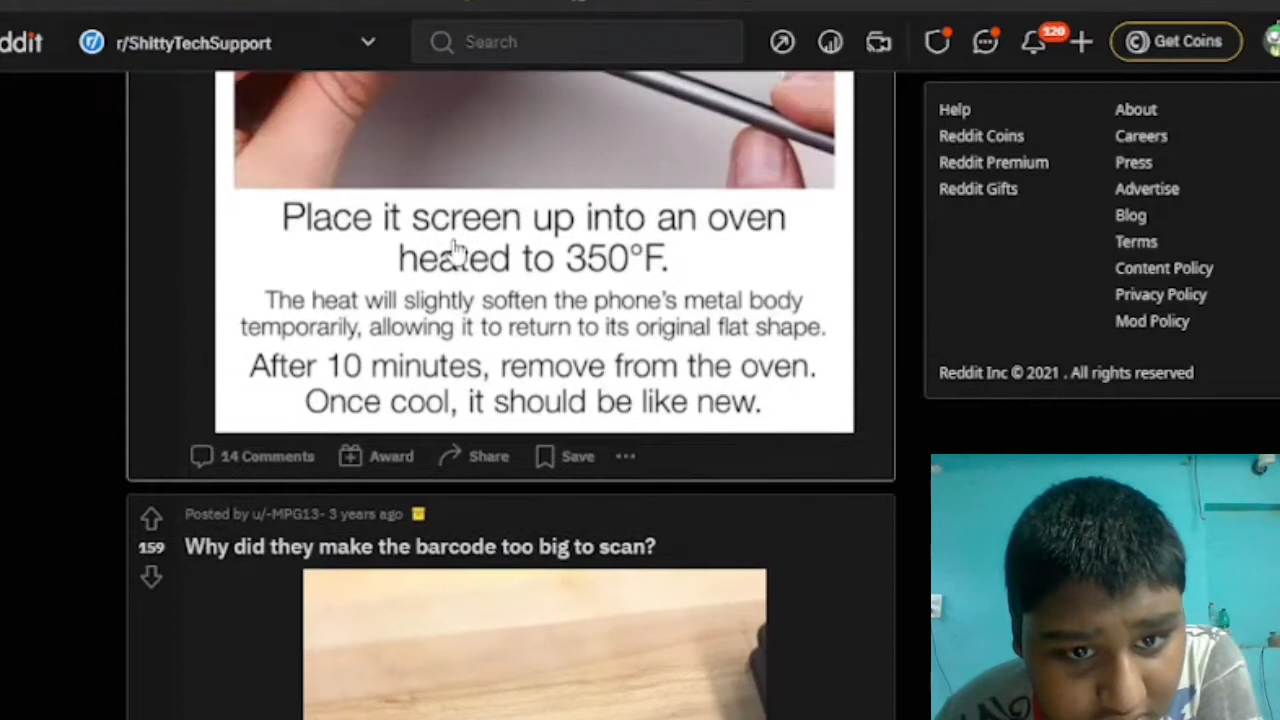 ddit
r/ShittyTechSupport
Search
120
Get Coins
Place it screen up into an oven
heated to 350°F.
The heat will slightly soften the phone's metal body
temporarily, allowing it to return to its original flat shape.
After 10 minutes, remove from the oven.
Once cool, it should be like new.
14 Comments
Award
Share
Save
Posted by u/-MPG13- 3 years ago
159
Why did they make the barcode too big to scan?
Help
About
Reddit Coins
Careers
Reddit Premium
Press
Reddit Gifts
Advertise
Blog
Terms
Content Policy
Privacy Policy
Mod Policy
Reddit Inc © 2021 . All rights reserved